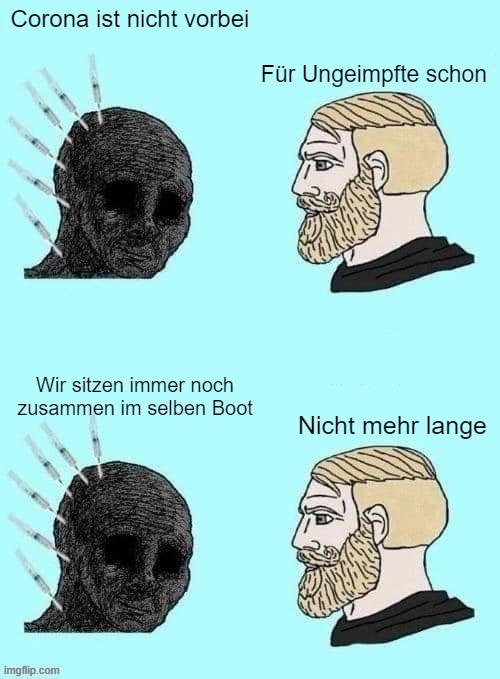 Corona ist nicht vorbei
Für Ungeimpfte schon
Wir sitzen immer noch
zusammen im selben Boot
Nicht mehr lange
imgflip.com